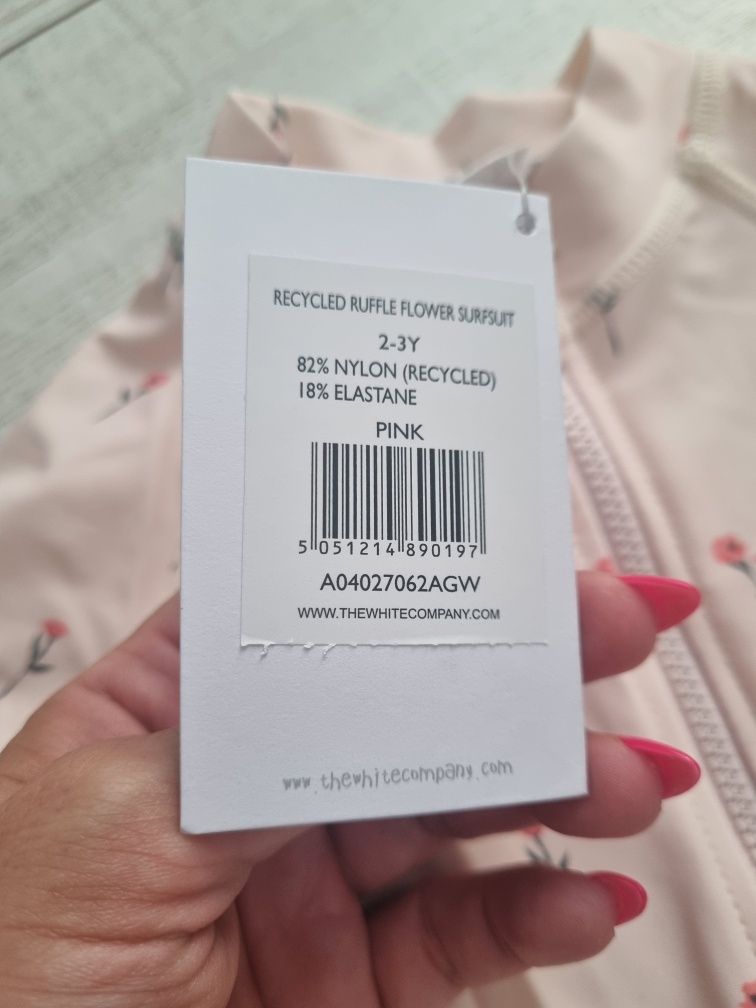 RECYCLED RUFFLE FLOWER SURFSUIT
2-3Y
82% NYLON (RECYCLED)
18% ELASTANE
PINK
5 051214 890197
A04027062AGW
WWW.THEWHITECOMPANY.COM
www.thewhitecompany.com